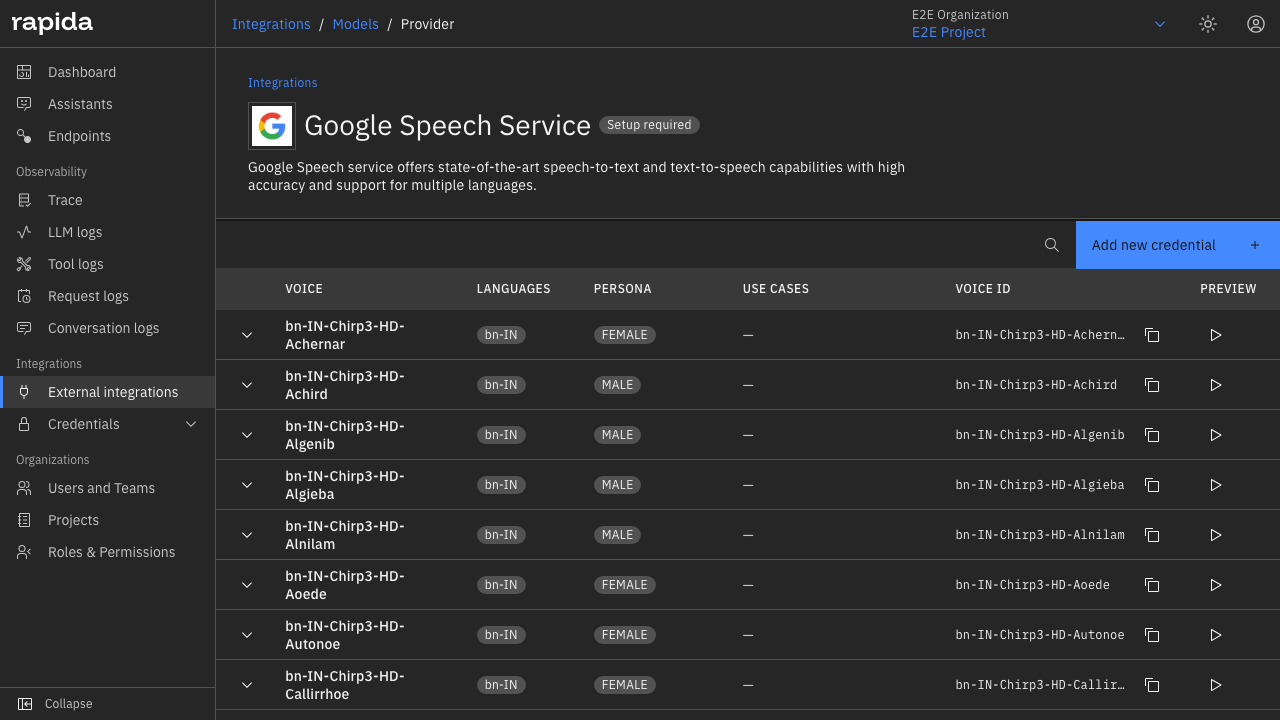 rapida
Integrations / Models / Provider
E2E Organization
E2E Project
Dashboard
Assistants
Endpoints
Observability
Trace
LLM logs
Tool logs
Request logs
Conversation logs
Integrations
External integrations
Credentials
Organizations
Users and Teams
Projects
Roles & Permissions
Collapse
Integrations
Google Speech Service Setup required
Google Speech service offers state-of-the-art speech-to-text and text-to-speech capabilities with high
accuracy and support for multiple languages.
Add new credential +
VOICE LANGUAGES PERSONA USE CASES VOICE ID PREVIEW
bn-IN-Chirp3-HD-
Achernar bn-IN FEMALE — bn-IN-Chirp3-HD-Achern…
bn-IN-Chirp3-HD-
Achird bn-IN MALE — bn-IN-Chirp3-HD-Achird
bn-IN-Chirp3-HD-
Algenib bn-IN MALE — bn-IN-Chirp3-HD-Algenib
bn-IN-Chirp3-HD-
Algieba bn-IN MALE — bn-IN-Chirp3-HD-Algieba
bn-IN-Chirp3-HD-
Alnilam bn-IN MALE — bn-IN-Chirp3-HD-Alnilam
bn-IN-Chirp3-HD-
Aoede bn-IN FEMALE — bn-IN-Chirp3-HD-Aoede
bn-IN-Chirp3-HD-
Autonoe bn-IN FEMALE — bn-IN-Chirp3-HD-Autonoe
bn-IN-Chirp3-HD-
Callirrhoe bn-IN FEMALE — bn-IN-Chirp3-HD-Callir…